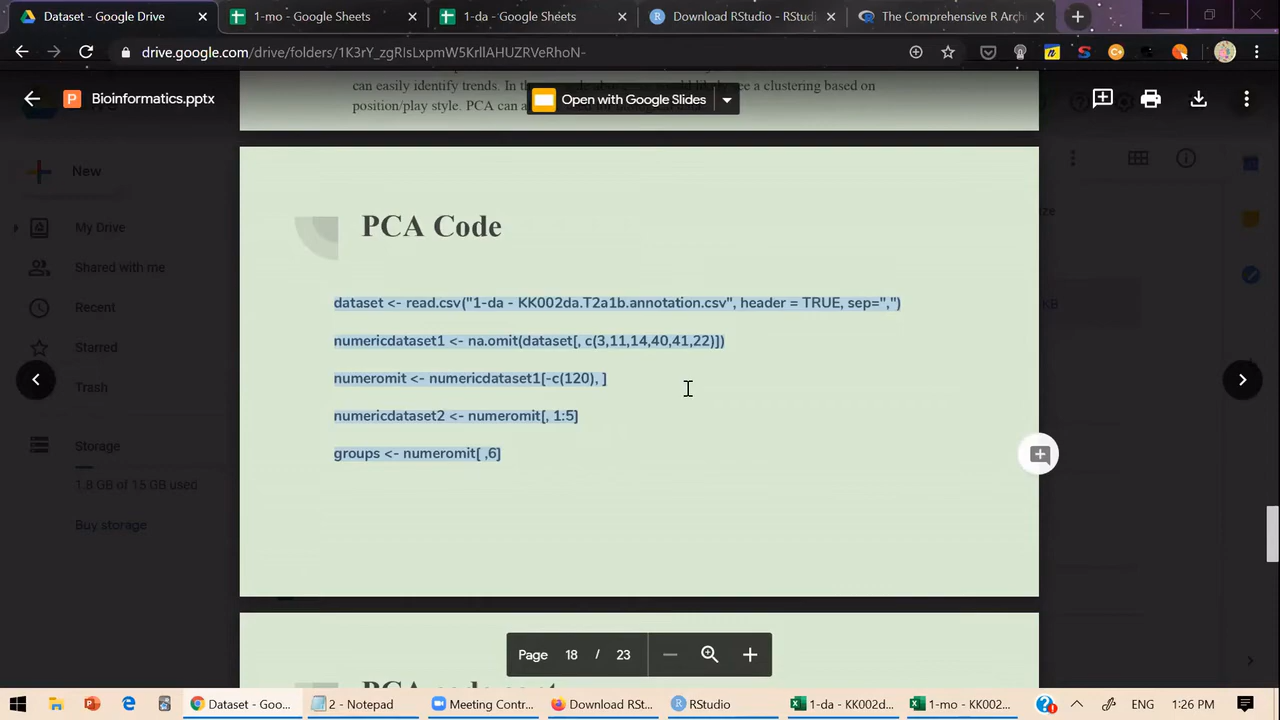 Dataset - Google Drive
1-mo - Google Sheets
1-da - Google Sheets
Download RStudio - RStudi
The Comprehensive R Archi
drive.google.com/drive/folders/1K3rY_zgRIsLxpmW5KrllAHUZRVeRhoN-
can easily identify trends. In the
see a clustering based on
position
play style. PCA can a
Bioinformatics.pptx
Open with Google Slides
New
My Drive
Shared with me
Recent
Starred
Trash
Storage
1.8 GB of 15 GB used
Buy storage
PCA Code
dataset <- read.csv("1-da - KK002da.T2a1b.annotation.csv", header = TRUE, sep=",")
numericdataset1 <- na.omit(dataset[, c(3,11,14,40,41,22)])
numeromit <- numericdataset1[-c(120), ]
numericdataset2 <- numeromit[, 1:5]
groups <- numeromit[ ,6]
Page 18 / 23
Dataset - Goo...
2 - Notepad
Meeting Contr...
Download RSt...
RStudio
1-da - KK002d...
1-mo - KK002...
ENG
1:26 PM